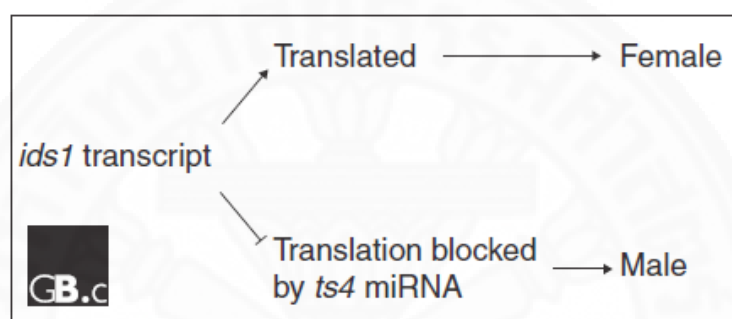 Translated
Female
ids1 transcript
Translation blocked
by ts4 miRNA
Male
GB.c